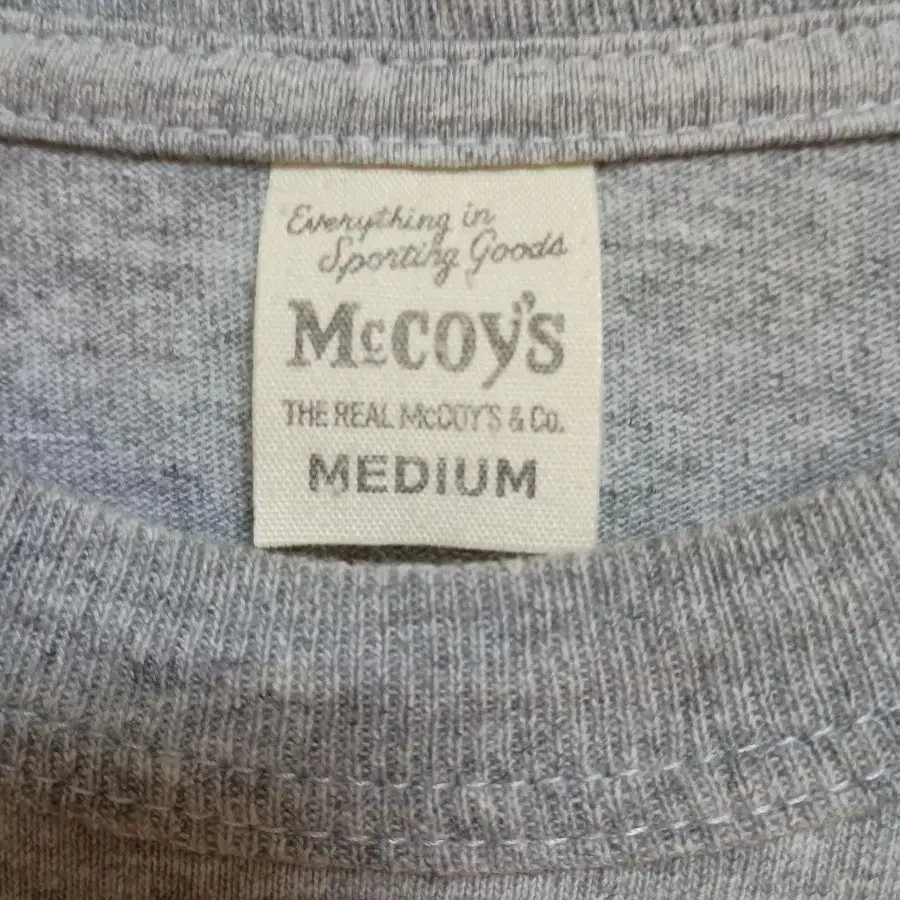 Everything in
Sporting Goods
McCOY'S
THE REAL McCOY'S & Co.
MEDIUM